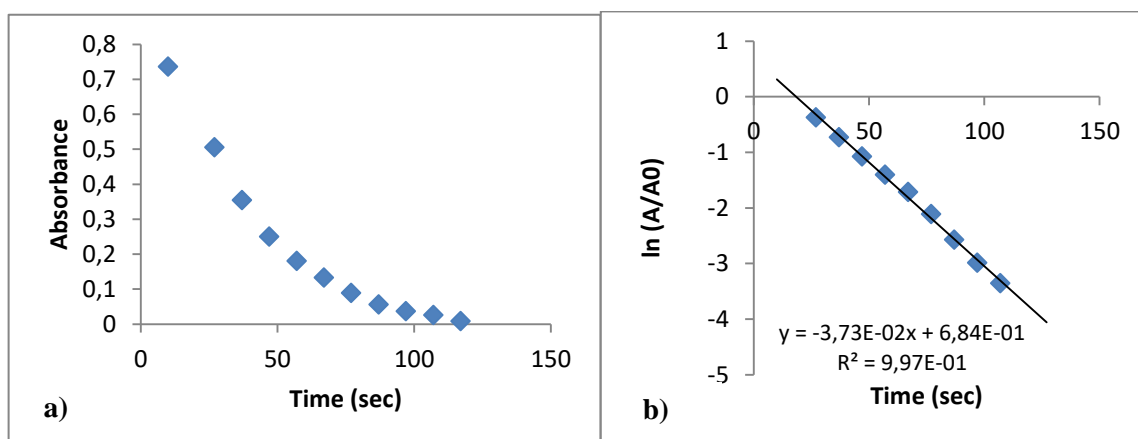 0,8
0,7
0,6
0,5
0,4
0,3
0,2
0,1
0
Absorbance
0 50 100 150
Time (sec)
a)
1
0
-1
-2
-3
-4
-5
ln (A/A0)
0 50 100 150
y = -3,73E-02x + 6,84E-01
R² = 9,97E-01
Time (sec)
b)